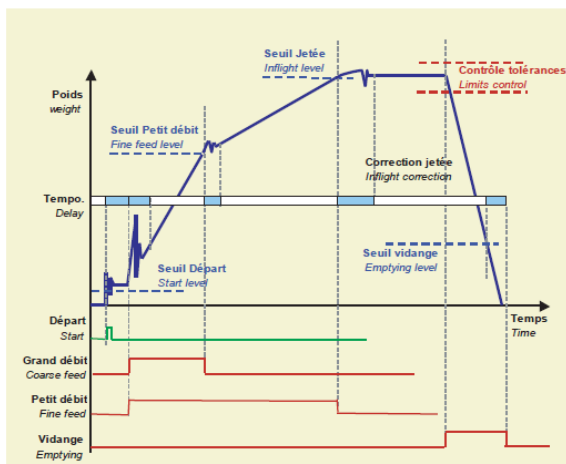 Seuil Jetée
Inflight level
Contrôle tolérances
Limits control
Poids
weight
Seuil Petit débit
Fine feed level
Correction jetée
Inflight correction
Tempo.
Delay
Seuil vidange
Emptying level
Seuil Départ
Start level
Temps
Time
Départ
Start
Grand débit
Coarse feed
Petit débit
Fine feed
Vidange
Emptying